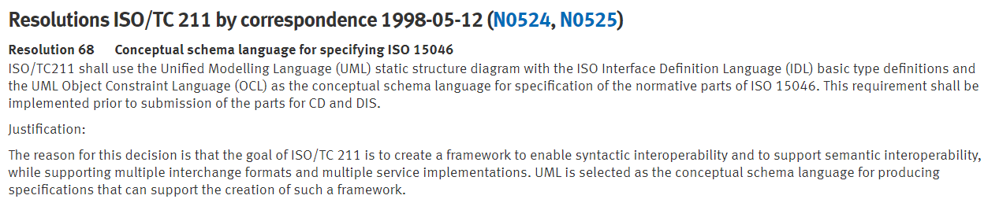 Resolutions ISO/TC 211 by correspondence 1998-05-12 (N0524, N0525)
Resolution 68 Conceptual schema language for specifying ISO 15046
ISO/TC211 shall use the Unified Modelling Language (UML) static structure diagram with the ISO Interface Definition Language (IDL) basic type definitions and
the UML Object Constraint Language (OCL) as the conceptual schema language for specification of the normative parts of ISO 15046. This requirement shall be
implemented prior to submission of the parts for CD and DIS.
Justification:
The reason for this decision is that the goal of ISO/TC 211 is to create a framework to enable syntactic interoperability and to support semantic interoperability,
while supporting multiple interchange formats and multiple service implementations. UML is selected as the conceptual schema language for producing
specifications that can support the creation of such a framework.